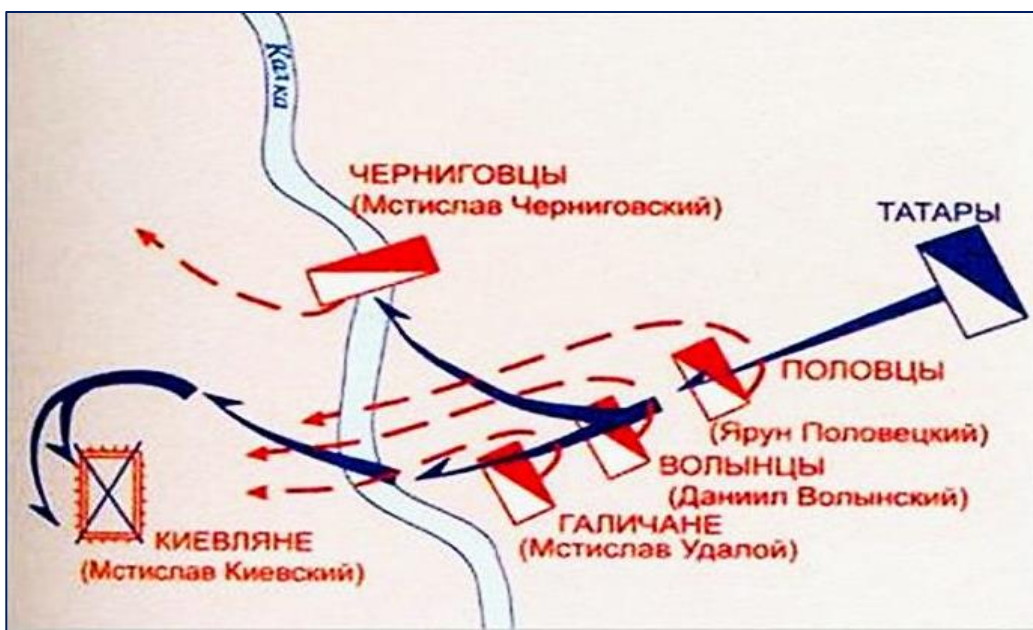 Калка
ЧЕРНИГОВЦЫ
(Мстислав Черниговский)
ТАТАРЫ
ПОЛОВЦЫ
(Ярун Половецкий)
ВОЛЫНЦЫ
(Даниил Волынский)
ГАЛИЧАНЕ
(Мстислав Удалой)
КИЕВЛЯНЕ
(Мстислав Киевский)